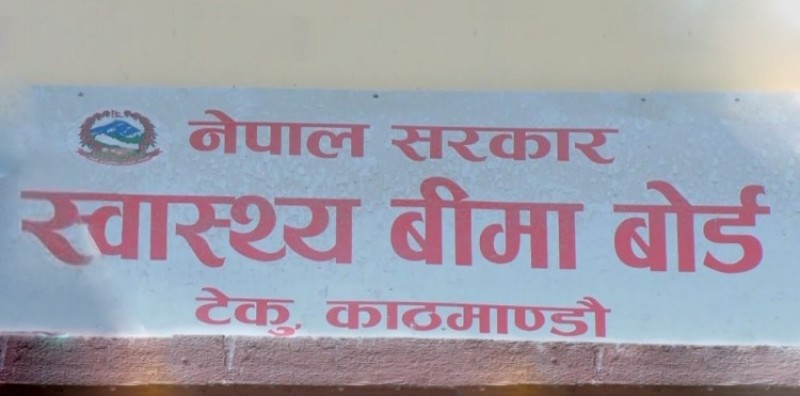 नेपाल सरकार
स्वास्थ्य बीमा बोर्ड
टेकु, काठमाण्डौ